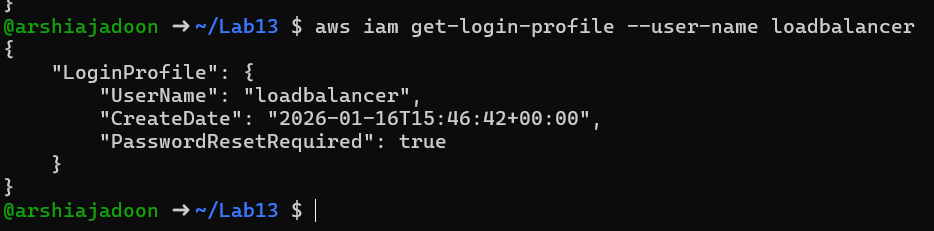 }
@arshiajadoon ➜ ~/Lab13 $ aws iam get-login-profile --user-name loadbalancer
{
    "LoginProfile": {
        "UserName": "loadbalancer",
        "CreateDate": "2026-01-16T15:46:42+00:00",
        "PasswordResetRequired": true
    }
}
@arshiajadoon ➜ ~/Lab13 $